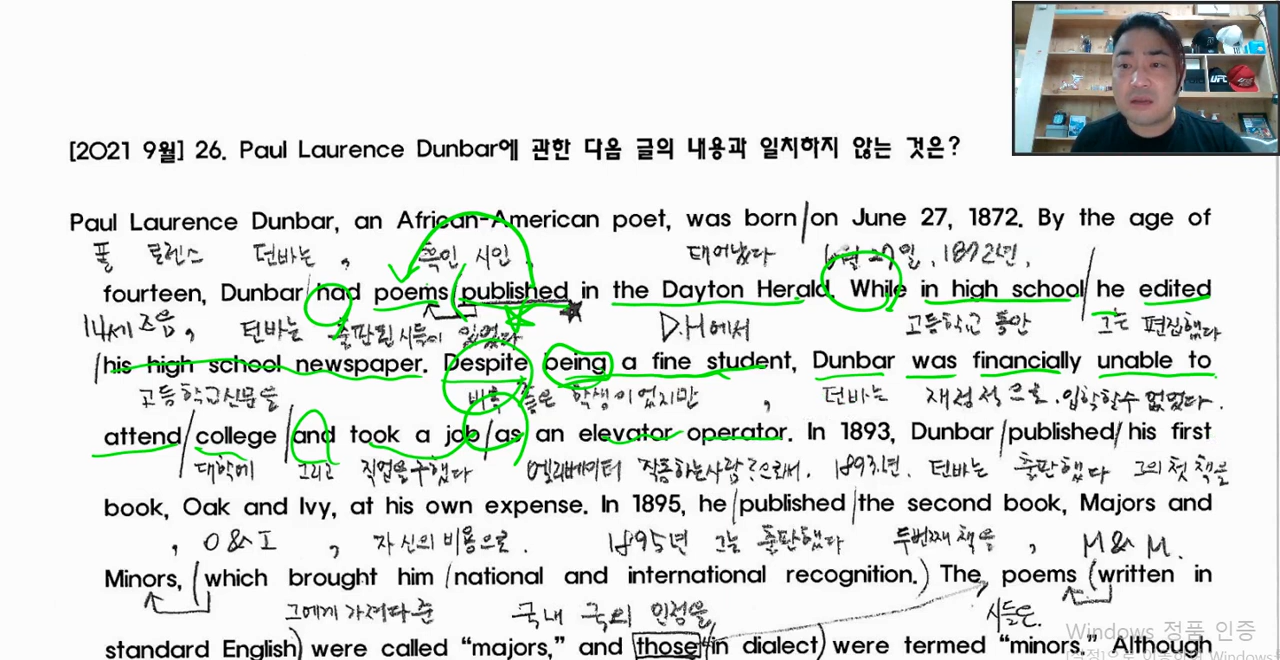 UFC
[2021 9월] 26. Paul Laurence Dunbar에 관한 다음 글의 내용과 일치하지 않는 것은?
Paul Laurence Dunbar, an African-American poet, was born on June 27, 1872. By the age of
폴 로렌스 던바는, 흑인 시인, 태어났다 6월 27일, 1872년,
fourteen, Dunbar had poems published in the Dayton Herald. While in high school he edited
14세 즈음, 던바는 출판된 시들이 있었다 D.H에서 고등학교 동안 그는 편집했다
his high school newspaper. Despite being a fine student, Dunbar was financially unable to
고등학교신문을 비록 좋은 학생이었지만, 던바는 재정적으로 입학할수 없었다.
attend college and took a job as an elevator operator. In 1893, Dunbar published his first
대학에 그리고 직업을구했다 엘리베이터 작동하는사람으로써. 1893년. 던바는 출판했다 그의 첫 책을
book, Oak and Ivy, at his own expense. In 1895, he published the second book, Majors and
, O & I , 자신의 비용으로. 1895년 그는 출판했다 두번째 책을 , M & M.
Minors, (which brought him national and international recognition.) The poems (written in
그에게 가져다준 국내 국외 인정을 시들은.
standard English) were called “majors,” and those (in dialect) were termed “minors.” Although
Windows 정품 인증